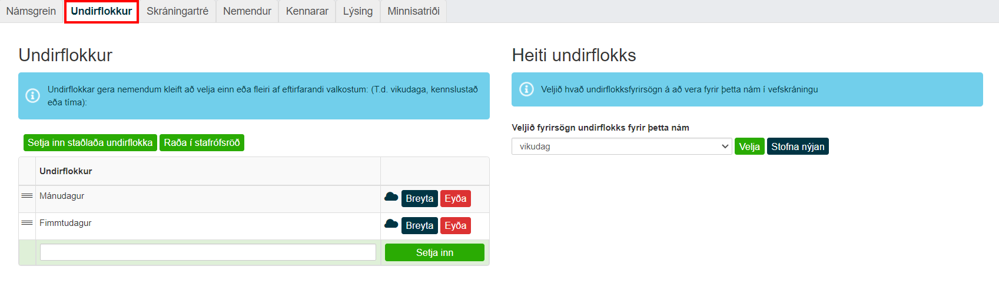 Námsgrein Undirflokkur Skráningartré Nemendur Kennarar Lýsing Minnisatriði
Undirflokkur
Undirflokkar gera nemendum kleift að velja einn eða fleiri af eftirfarandi valkostum: (T.d. vikudaga, kennslustað
eða tíma):
Setja inn staðlaða undirflokka Raða í stafrófsröð
Undirflokkur
Mánudagur Breyta Eyða
Fimmtudagur Breyta Eyða
Setja inn
Heiti undirflokks
Veljið hvað undirflokksfyrirsögn á að vera fyrir þetta nám í vefskráningu
Veljið fyrirsögn undirflokks fyrir þetta nám
vikudag Velja Stofna nýjan